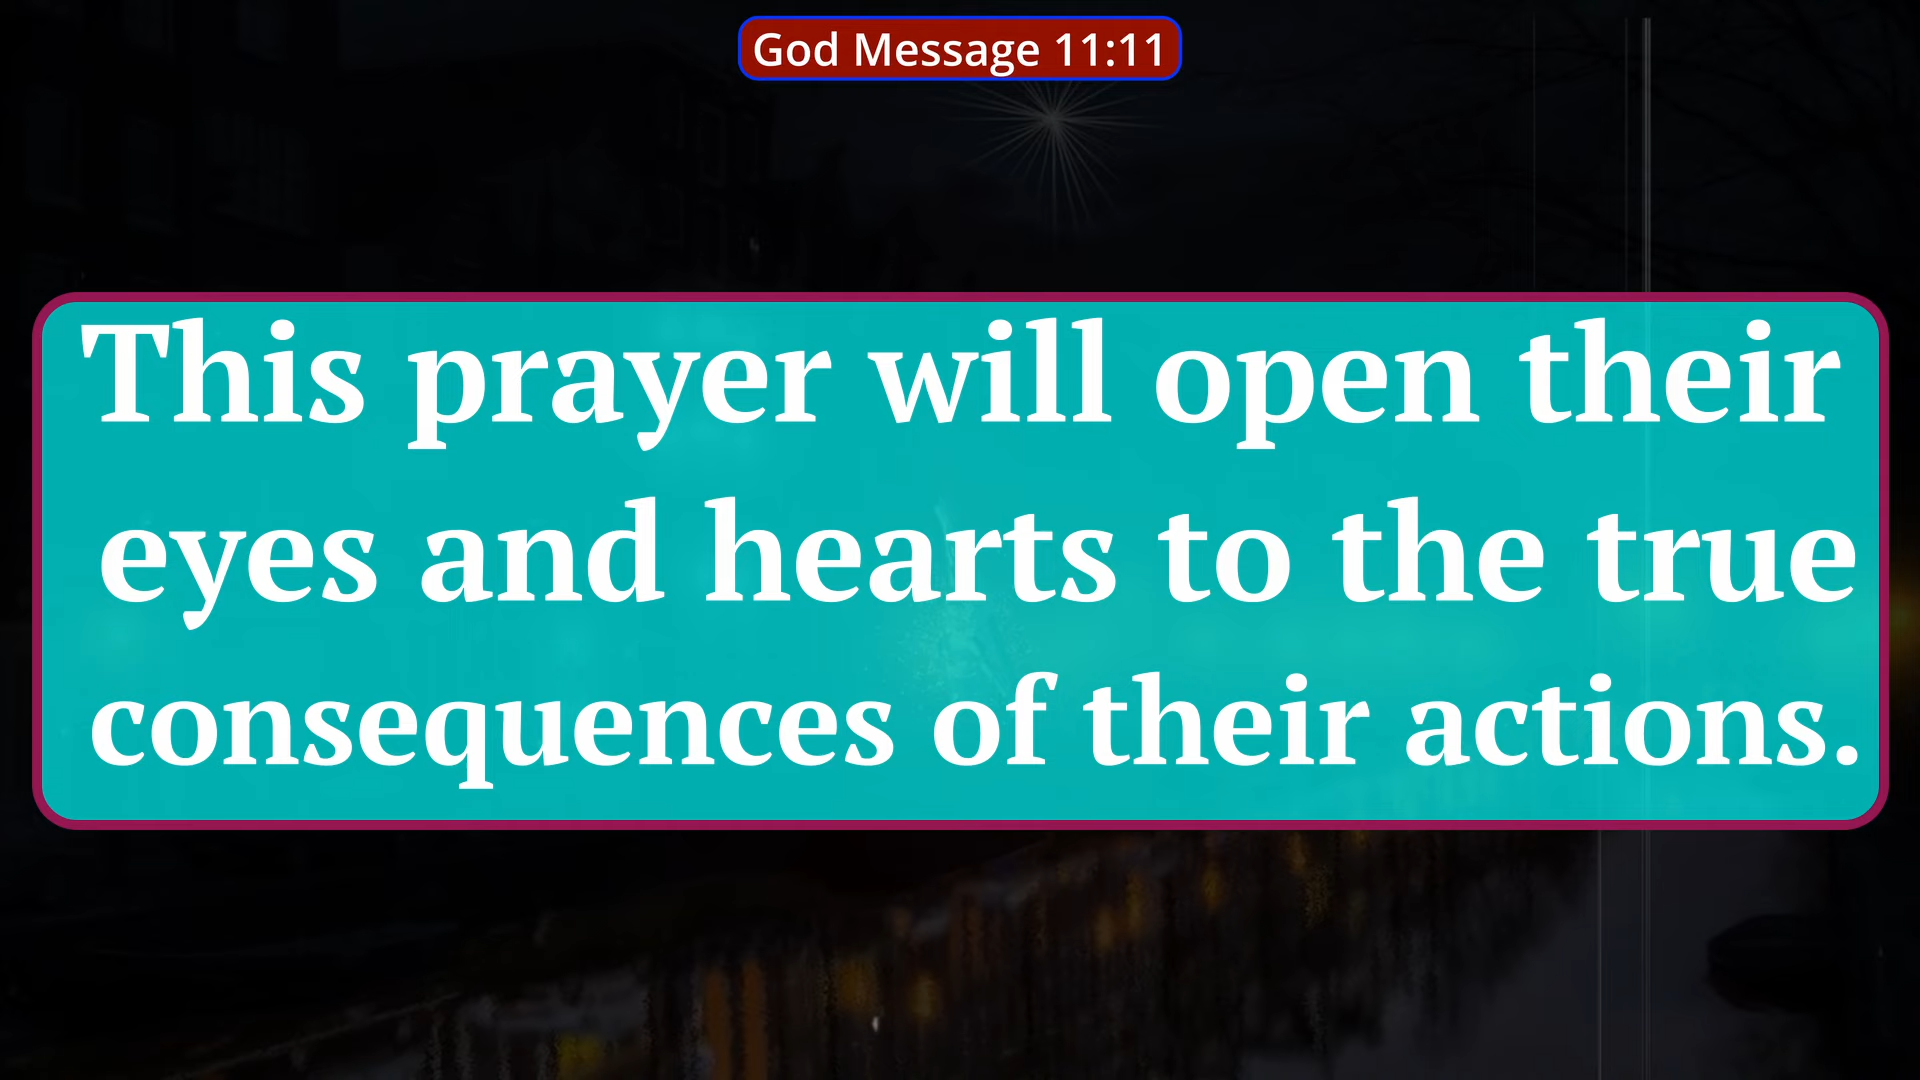 God Message 11:11
This prayer will open their
eyes and hearts to the true
consequences of their actions.